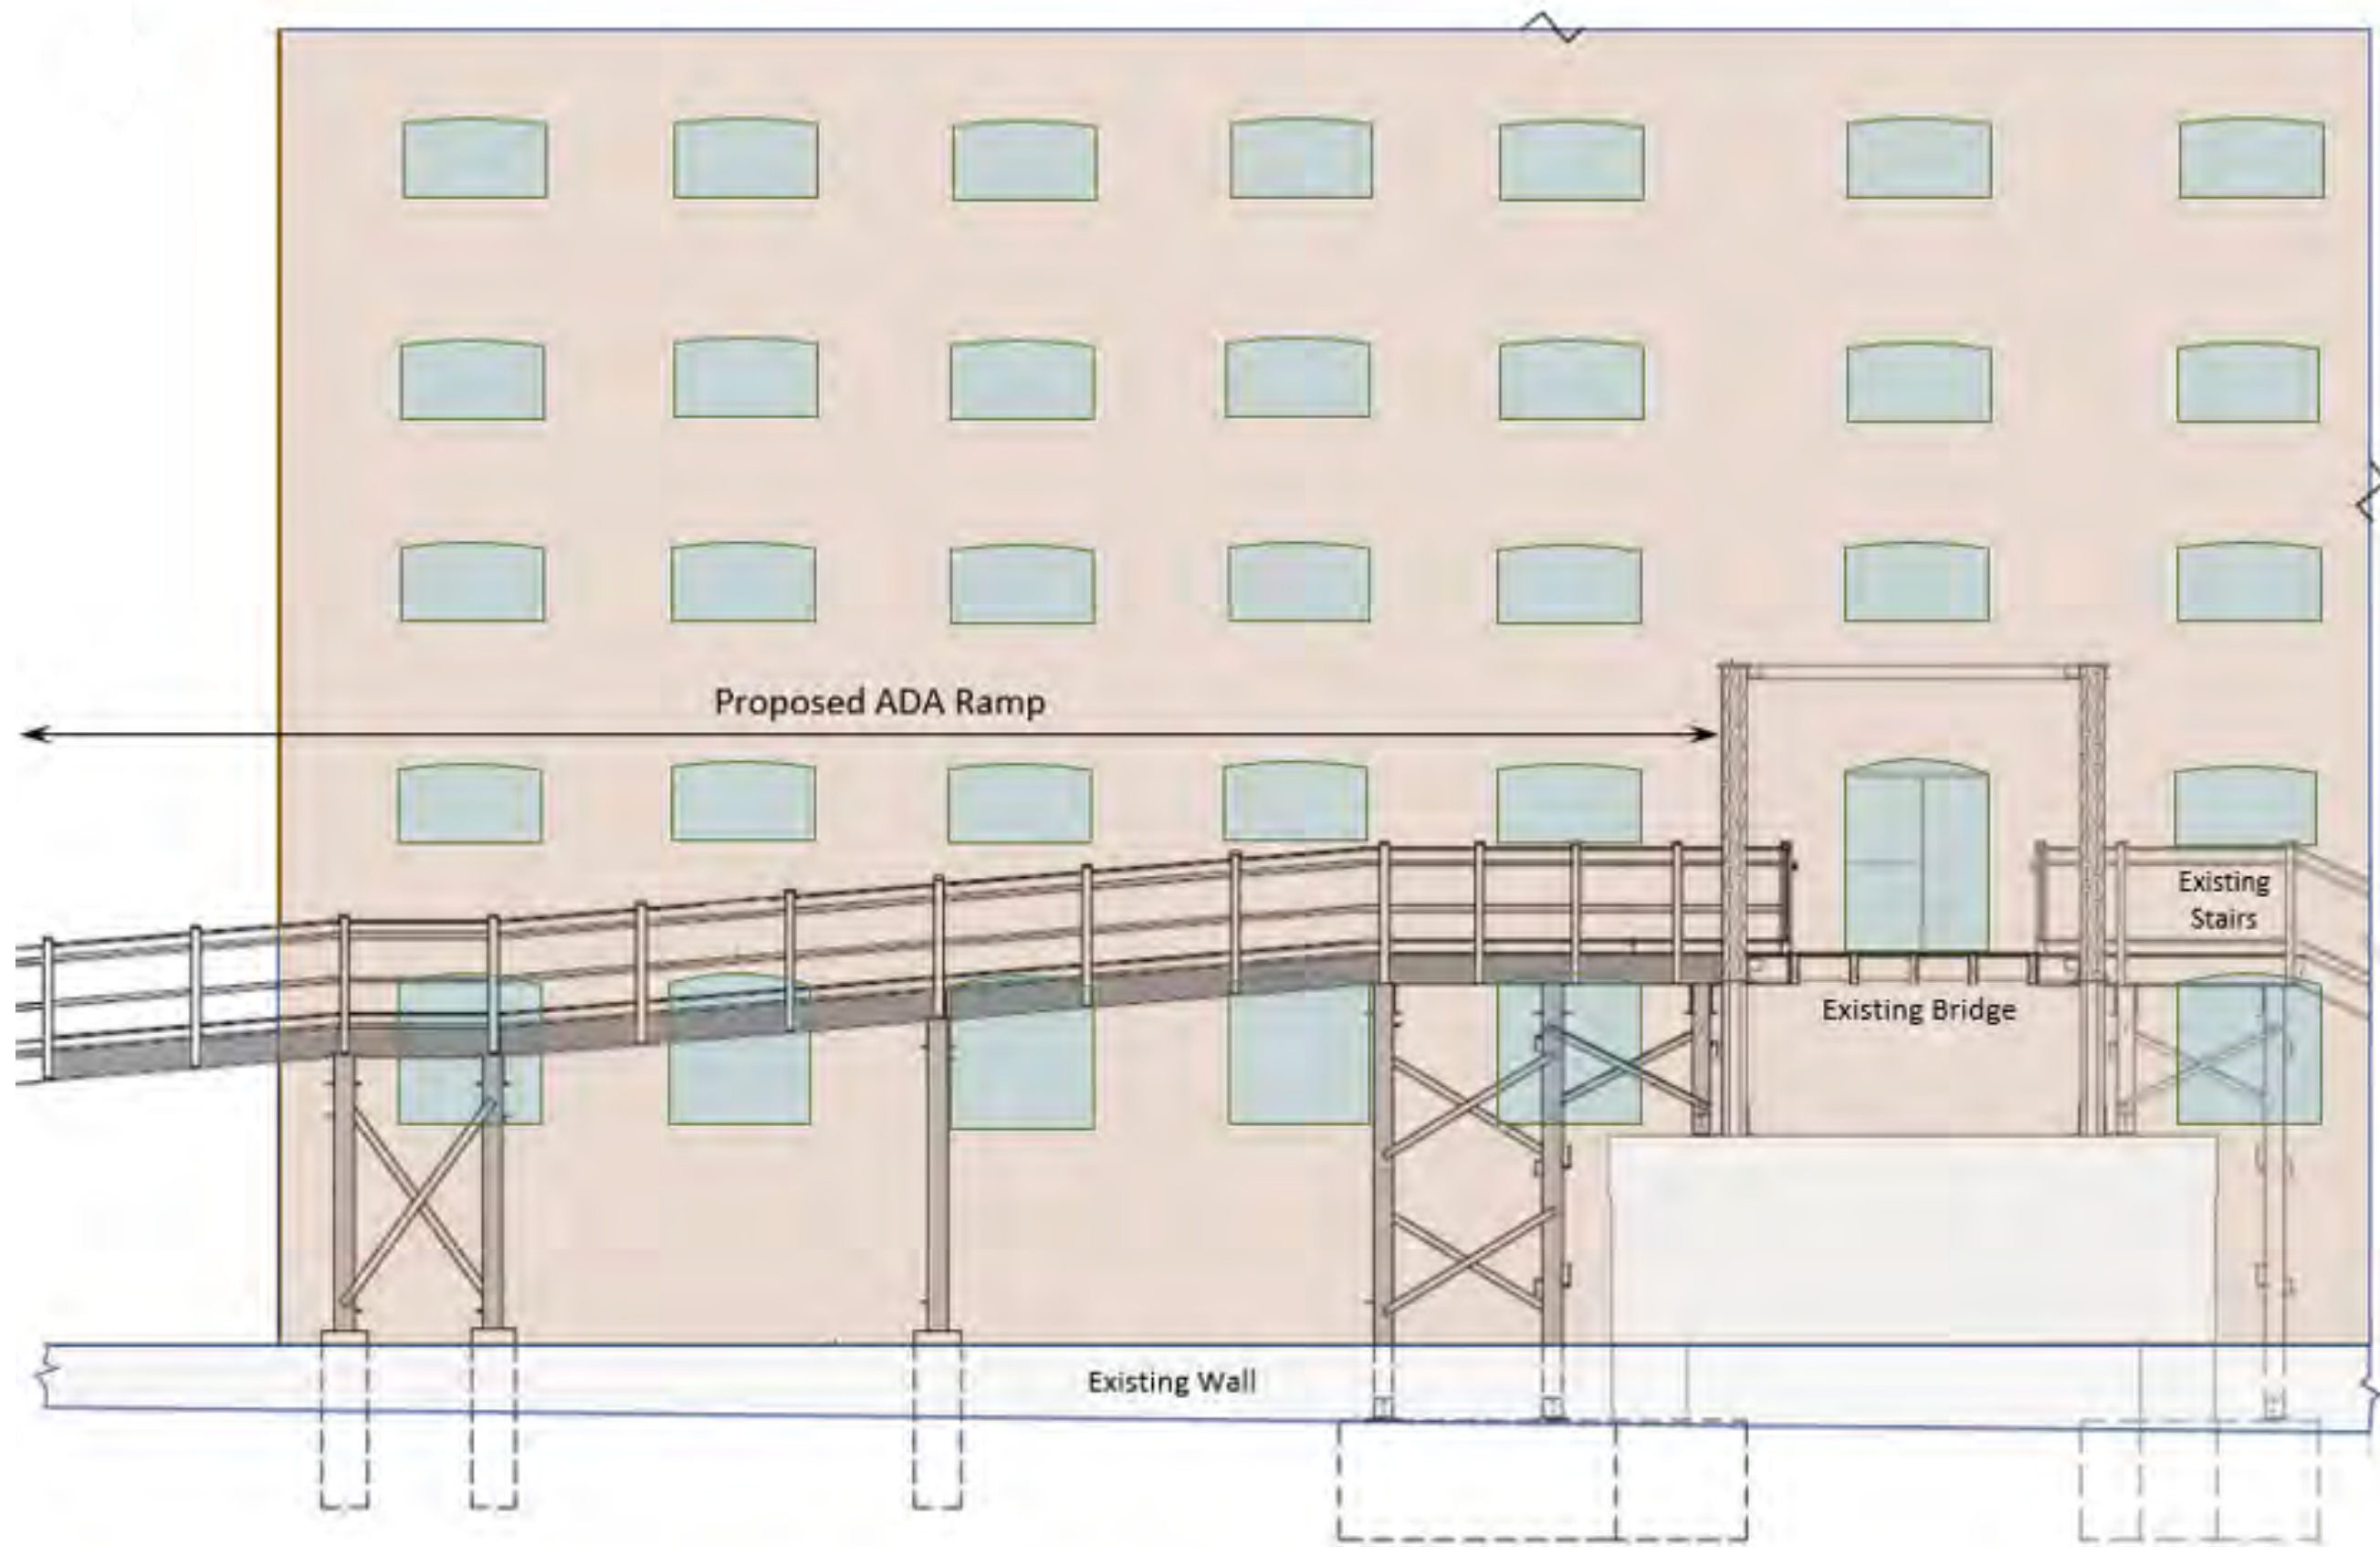 Proposed ADA Ramp
Existing
Stairs
Existing Bridge
Existing Wall